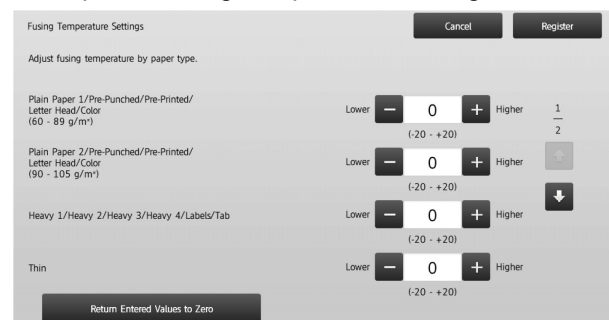 Fusing Temperature Settings
Cancel
Register
Adjust fusing temperature by paper type.
Plain Paper 1/Pre-Punched/Pre-Printed/
Letter Head/Color
(60 - 89 g/m²)
Lower − 0 + Higher
(-20 - +20)
1
2
Plain Paper 2/Pre-Punched/Pre-Printed/
Letter Head/Color
(90 - 105 g/m²)
Lower − 0 + Higher
(-20 - +20)
Heavy 1/Heavy 2/Heavy 3/Heavy 4/Labels/Tab
Lower − 0 + Higher
(-20 - +20)
Thin
Lower − 0 + Higher
(-20 - +20)
Return Entered Values to Zero